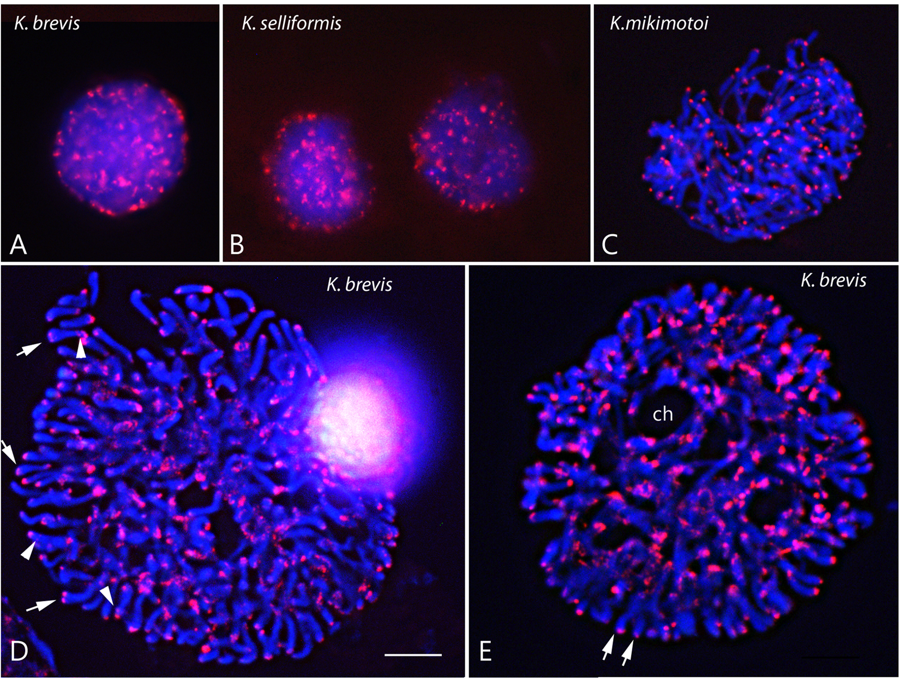 K. brevis
K. selliformis
K.mikimotoi
A
B
C
K. brevis
K. brevis
ch
D
E